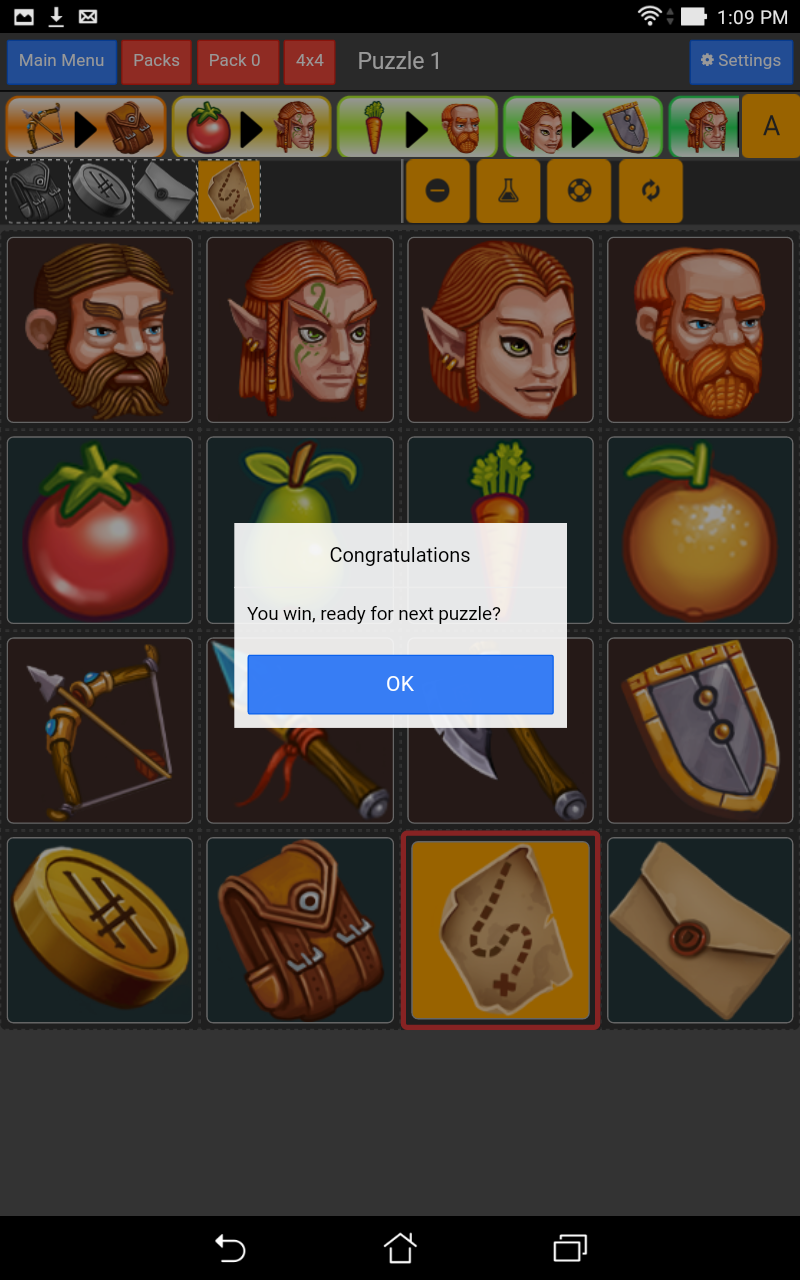 1:09 PM
Main Menu
Packs
Pack 0
4x4
Puzzle 1
Settings
A
Congratulations
You win, ready for next puzzle?
OK